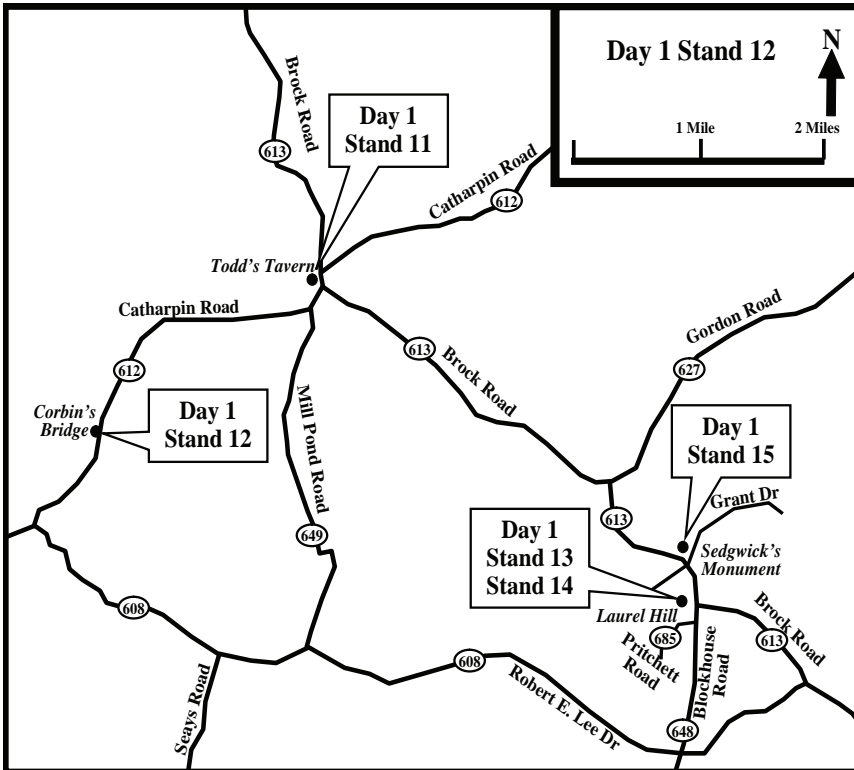 Day 1 Stand 12
N
1 Mile
2 Miles
Brock Road
613
Day 1
Stand 11
Catharpin Road
612
Todd's Tavern
Catharpin Road
612
Gordon Road
627
613
Brock Road
Corbin's
Bridge
Day 1
Stand 12
Mill Pond Road
649
Day 1
Stand 15
Grant Dr
613
Sedgwick's
Monument
Day 1
Stand 13
Stand 14
Laurel Hill
685
Pritchett
Road
Blockhouse
Road
Brock Road
613
608
Seays Road
608
Robert E. Lee Dr
648